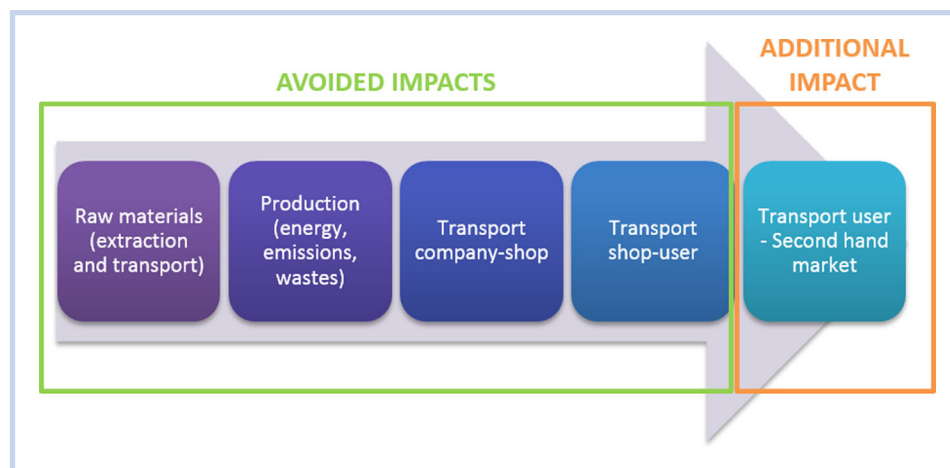 AVOIDED IMPACTS
ADDITIONAL
IMPACT
Raw materials
(extraction
and transport)
Production
(energy,
emissions,
wastes)
Transport
company-shop
Transport
shop-user
Transport user
- Second hand
market